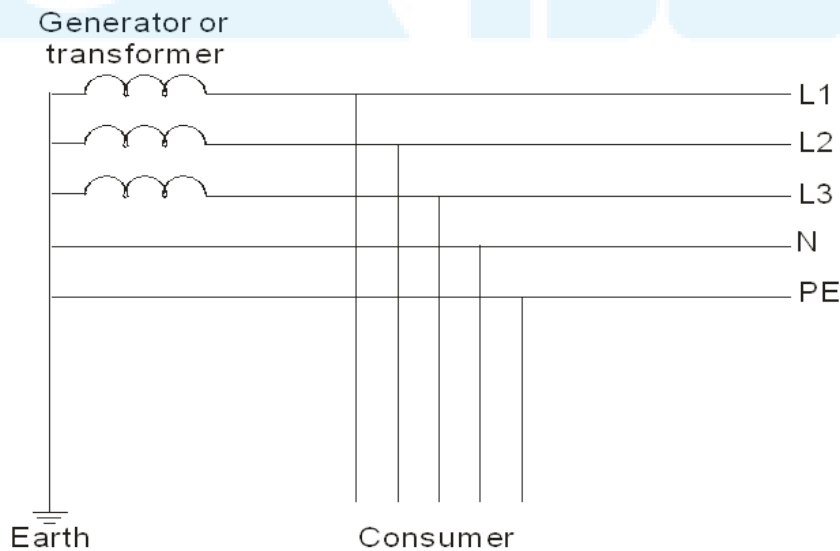 Generator or
transformer
L1
L2
L3
N
PE
Earth
Consumer